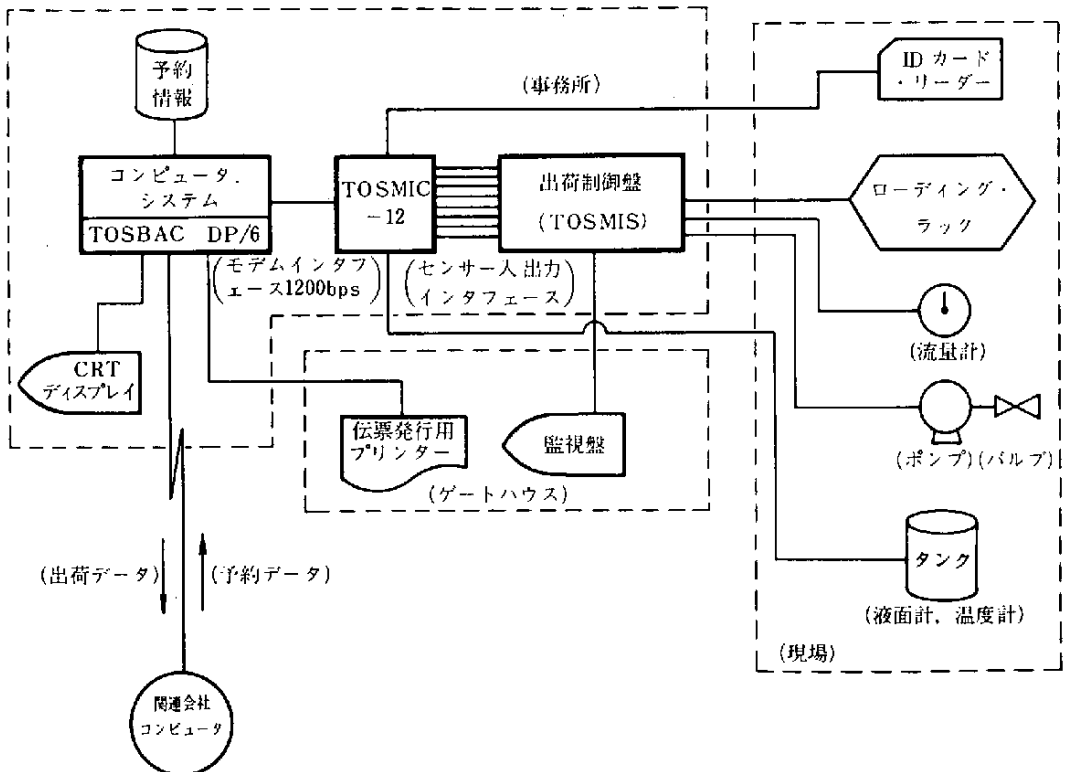 予約
情報
(事務所)
IDカード
・リーダー
コンピュータ.
システム
TOSBAC DP/6
TOSMIC
-12
出荷制御盤
(TOSMIS)
ローディング・
ラック
(モデムインタフ
ェース1200bps)
(センサー入出力
インタフェース)
(流量計)
CRT
ディスプレイ
伝票発行用
プリンター
監視盤
(ゲートハウス)
(ポンプ)(バルブ)
(出荷データ)
(予約データ)
タンク
(液面計, 温度計)
(現場)
関連会社
コンピュータ